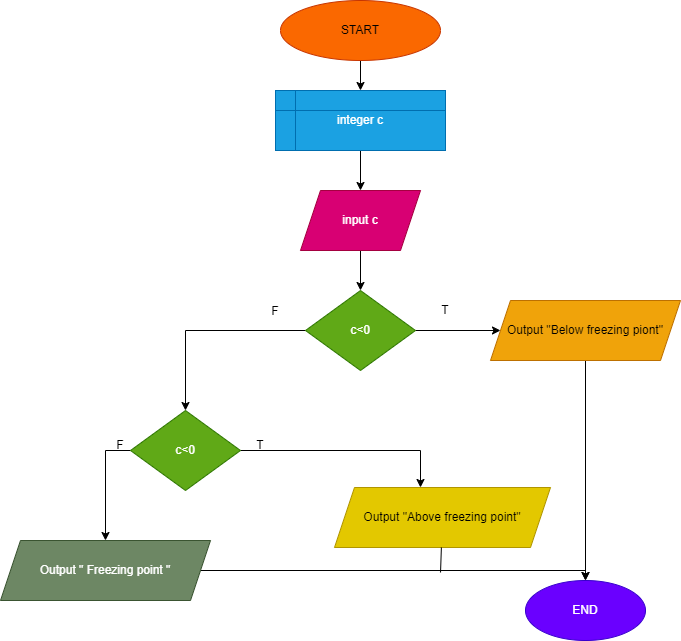 START
integer c
input c
F
T
c<0
Output "Below freezing piont"
F
T
c<0
Output "Above freezing point"
Output " Freezing point "
END